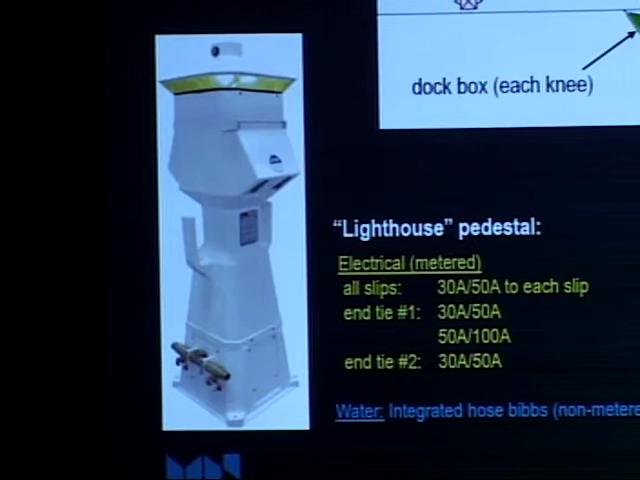 dock box (each knee)
“Lighthouse” pedestal:
Electrical (metered)
all slips: 30A/50A to each slip
end tie #1: 30A/50A
50A/100A
end tie #2: 30A/50A
Water: Integrated hose bibbs (non-metere